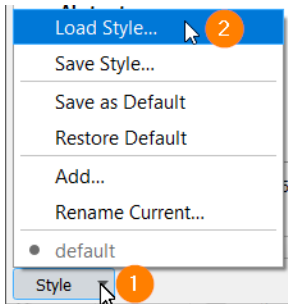 Load Style...
2
Save Style...
Save as Default
Restore Default
Add...
Rename Current...
default
Style
1